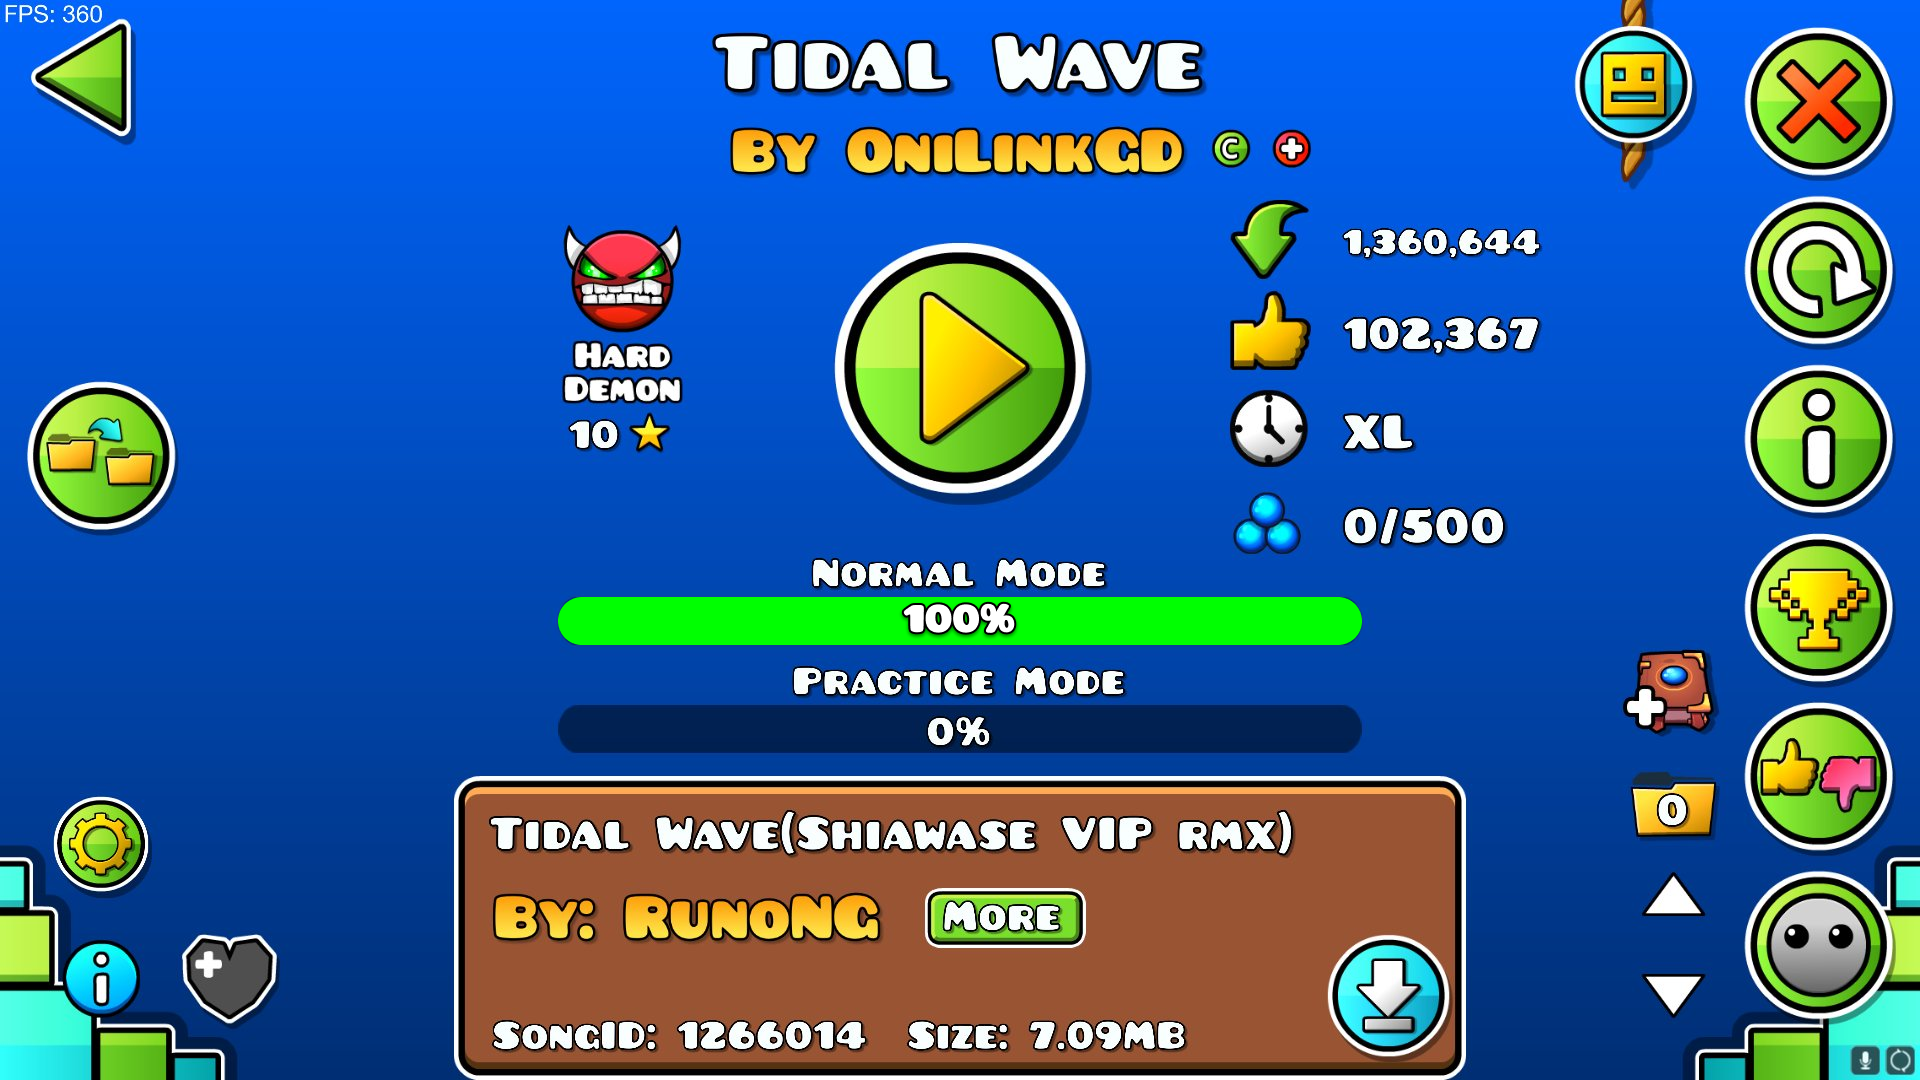 FPS: 360
Tidal Wave
By OniLinkGD
C
1,360,644
Hard
Demon
10
102,367
XL
0/500
Normal Mode
100%
Practice Mode
0%
0
Tidal Wave(Shiawase VIP rmx)
By: RunoNG
More
SongID: 1266014 Size: 7.09MB